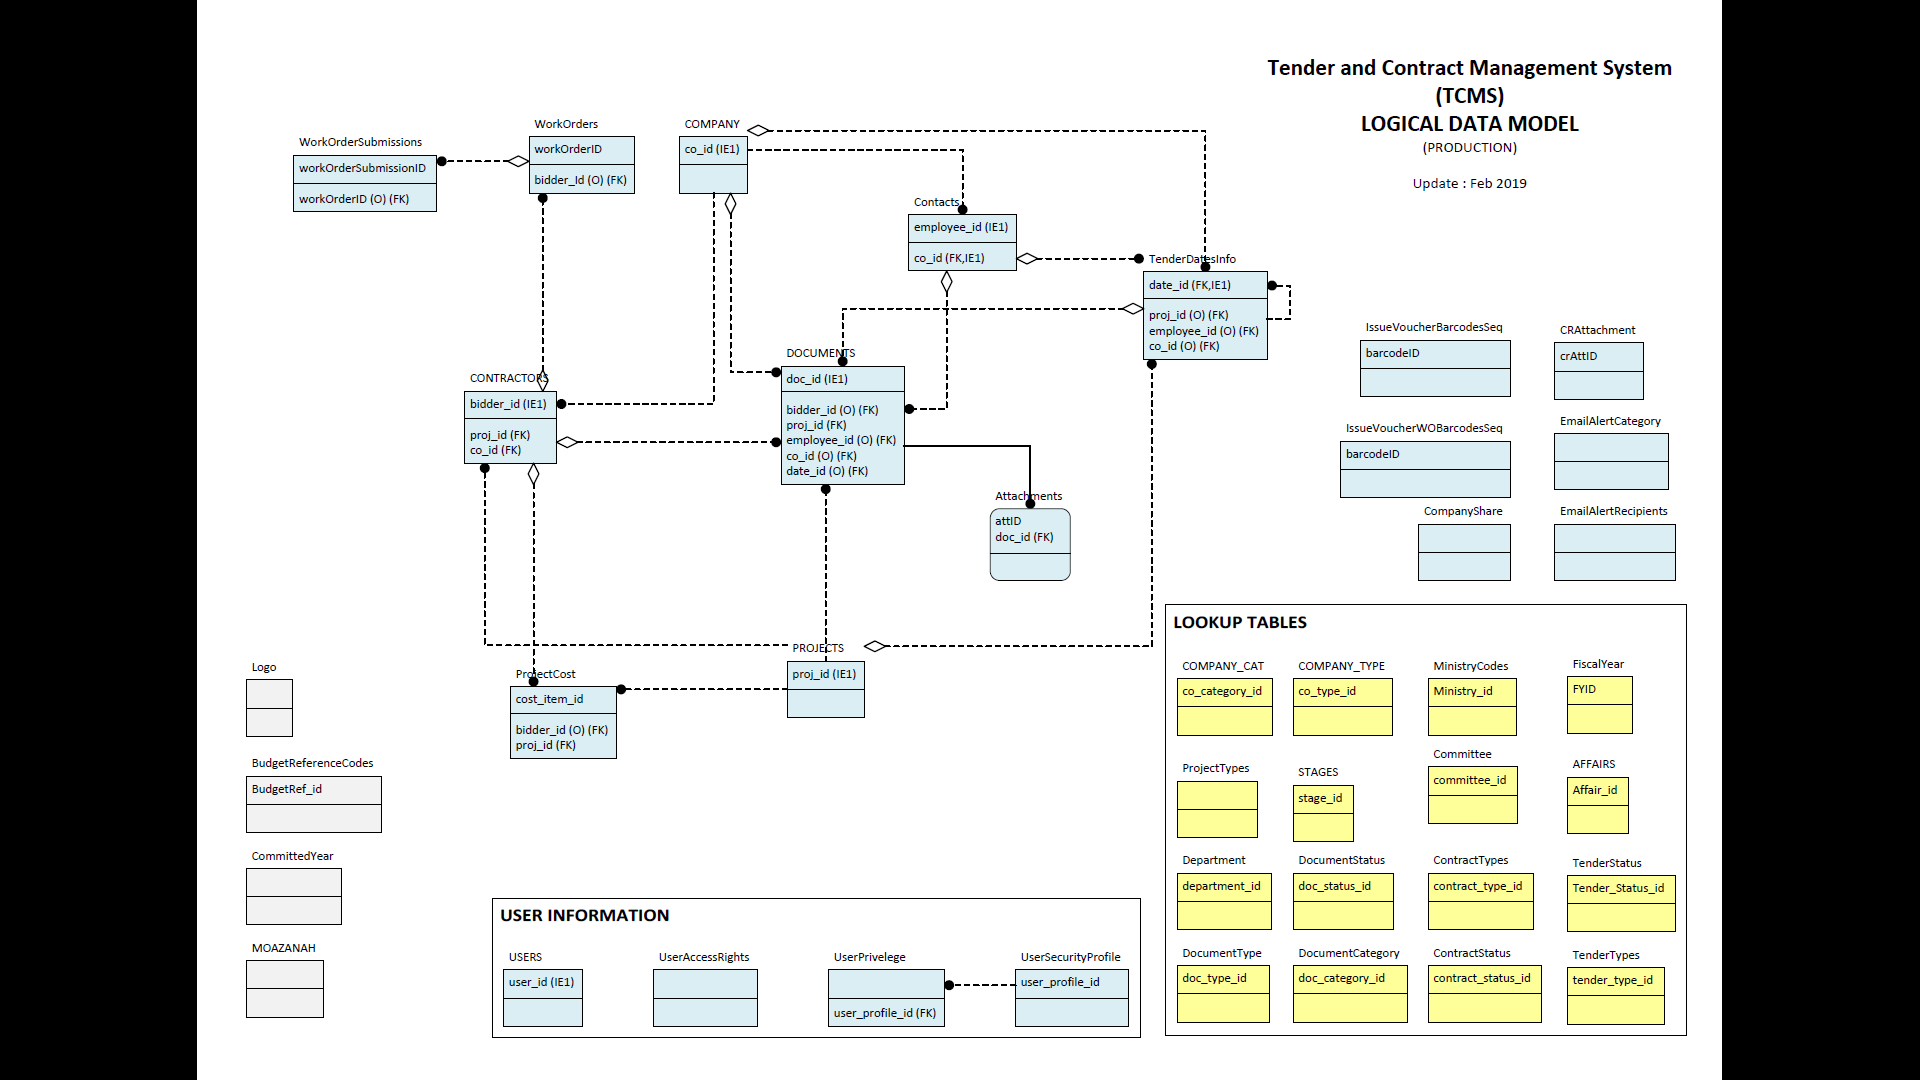 Tender and Contract Management System
(TCMS)
LOGICAL DATA MODEL
(PRODUCTION)
Update : Feb 2019
WorkOrderSubmissions
workOrderSubmissionID
workOrderID (O) (FK)
WorkOrders
workOrderID
bidder_Id (O) (FK)
COMPANY
co_id (IE1)
Contacts
employee_id (IE1)
co_id (FK,IE1)
TenderDatesInfo
date_id (FK,IE1)
proj_id (O) (FK)
employee_id (O) (FK)
co_id (O) (FK)
CONTRACTORS
bidder_id (IE1)
proj_id (FK)
co_id (FK)
DOCUMENTS
doc_id (IE1)
bidder_id (O) (FK)
proj_id (FK)
employee_id (O) (FK)
co_id (O) (FK)
date_id (O) (FK)
Attachments
attID
doc_id (FK)
IssueVoucherBarcodesSeq
barcodeID
CRAttachment
crAttID
IssueVoucherWOBarcodesSeq
barcodeID
EmailAlertCategory
CompanyShare
EmailAlertRecipients
ProjectCost
cost_item_id
bidder_id (O) (FK)
proj_id (FK)
PROJECTS
proj_id (IE1)
Logo
BudgetReferenceCodes
BudgetRef_id
CommittedYear
MOAZANAH
USER INFORMATION
USERS
user_id (IE1)
UserAccessRights
UserPrivelege
user_profile_id (FK)
UserSecurityProfile
user_profile_id
LOOKUP TABLES
COMPANY_CAT
co_category_id
COMPANY_TYPE
co_type_id
MinistryCodes
Ministry_id
FiscalYear
FYID
ProjectTypes
STAGES
stage_id
Committee
committee_id
AFFAIRS
Affair_id
Department
department_id
DocumentStatus
doc_status_id
ContractTypes
contract_type_id
TenderStatus
Tender_Status_id
DocumentType
doc_type_id
DocumentCategory
doc_category_id
ContractStatus
contract_status_id
TenderTypes
tender_type_id